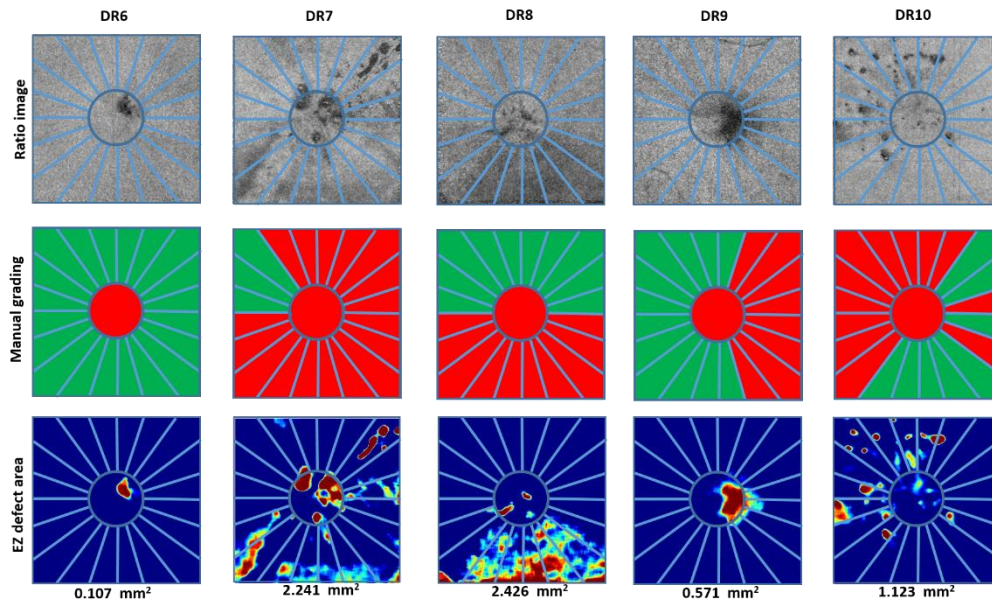 DR6 DR7 DR8 DR9 DR10
Ratio image
Manual grading
EZ defect area
0.107 mm² 2.241 mm² 2.426 mm² 0.571 mm² 1.123 mm²